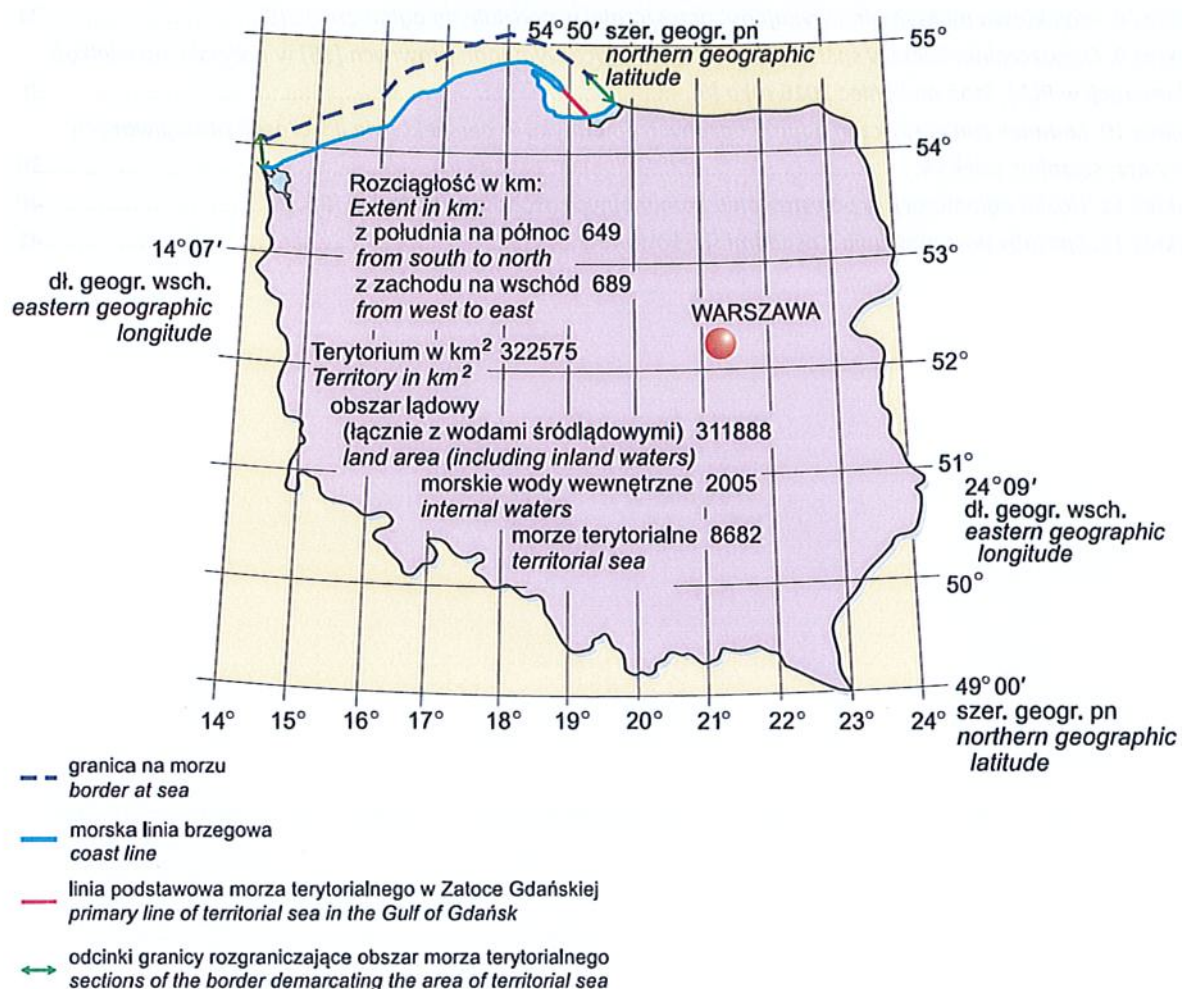 54°50′ szer. geogr. pn
northern geographic
latitude
55°
54°
Rozciągłość w km:
Extent in km:
z południa na północ 649
from south to north
z zachodu na wschód 689
from west to east
14°07′
dł. geogr. wsch.
eastern geographic
longitude
53°
WARSZAWA
Terytorium w km² 322575
Territory in km²
52°
obszar lądowy
(łącznie z wodami śródlądowymi) 311888
land area (including inland waters)
morskie wody wewnętrzne 2005
internal waters
morze terytorialne 8682
territorial sea
51°
24°09′
dł. geogr. wsch.
eastern geographic
longitude
50°
49°00′
szer. geogr. pn
northern geographic
latitude
14° 15° 16° 17° 18° 19° 20° 21° 22° 23° 24°
granica na morzu
border at sea
morska linia brzegowa
coast line
linia podstawowa morza terytorialnego w Zatoce Gdańskiej
primary line of territorial sea in the Gulf of Gdańsk
odcinki granicy rozgraniczające obszar morza terytorialnego
sections of the border demarcating the area of territorial sea